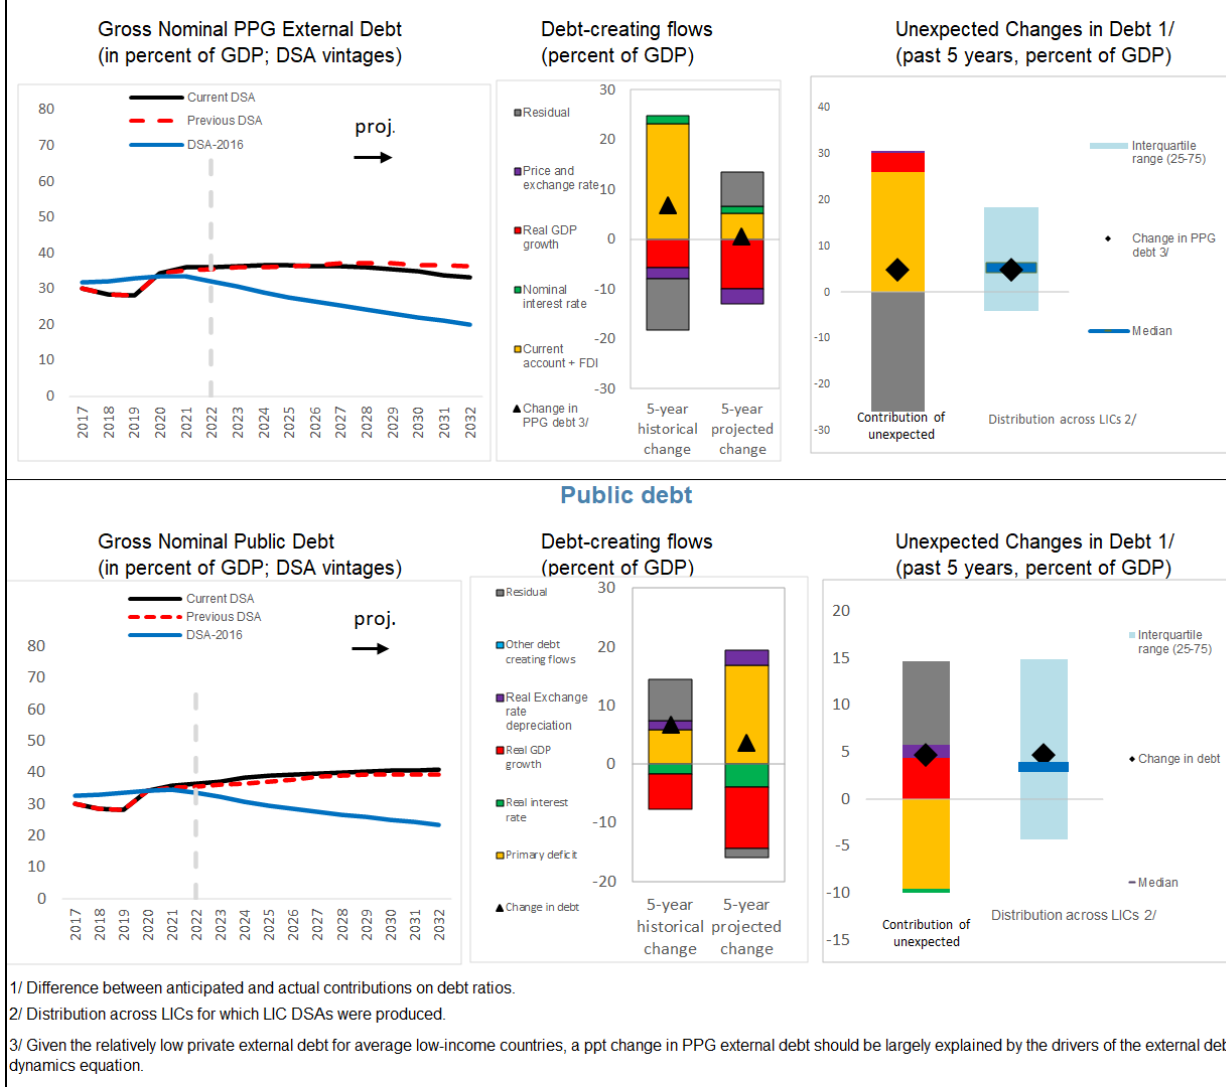 Gross Nominal PPG External Debt
(in percent of GDP; DSA vintages)
Current DSA
Previous DSA
DSA-2016
proj.
80
70
60
50
40
30
20
10
0
2017
2018
2019
2020
2021
2022
2023
2024
2025
2026
2027
2028
2029
2030
2031
2032
Debt-creating flows
(percent of GDP)
Residual
Price and
exchange rate
Real GDP
growth
Nominal
interest rate
Current
account + FDI
Change in
PPG debt 3/
30
20
10
0
-10
-20
-30
5-year
historical
change
5-year
projected
change
Unexpected Changes in Debt 1/
(past 5 years, percent of GDP)
40
30
20
10
0
-10
-20
-30
Contribution of
unexpected
Distribution across LICs 2/
Interquartile
range (25-75)
Change in PPG
debt 3/
Median
Public debt
Gross Nominal Public Debt
(in percent of GDP; DSA vintages)
Current DSA
Previous DSA
DSA-2016
proj.
80
70
60
50
40
30
20
10
0
2017
2018
2019
2020
2021
2022
2023
2024
2025
2026
2027
2028
2029
2030
2031
2032
Debt-creating flows
(percent of GDP)
Residual
Other debt
creating flows
Real Exchange
rate
depreciation
Real GDP
growth
Real interest
rate
Primary deficit
Change in debt
30
20
10
0
-10
-20
5-year
historical
change
5-year
projected
change
Unexpected Changes in Debt 1/
(past 5 years, percent of GDP)
20
15
10
5
0
-5
-10
-15
Contribution of
unexpected
Distribution across LICs 2/
Interquartile
range (25-75)
Change in debt
Median
1/ Difference between anticipated and actual contributions on debt ratios.
2/ Distribution across LICs for which LIC DSAs were produced.
3/ Given the relatively low private external debt for average low-income countries, a ppt change in PPG external debt should be largely explained by the drivers of the external deb
dynamics equation.